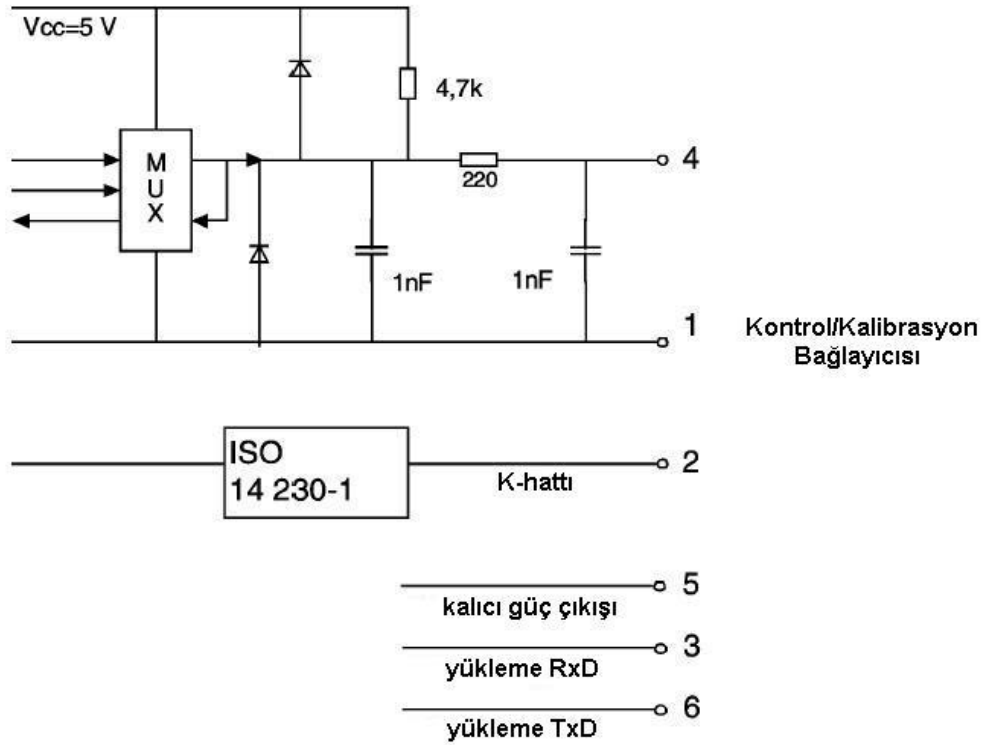 Vcc=5 V
4,7k
M
U
X
220
4
1nF
1nF
1
Kontrol/Kalibrasyon
Bağlayıcısı
ISO
14 230-1
K-hattı
2
kalıcı güç çıkışı
5
yükleme RxD
3
yükleme TxD
6